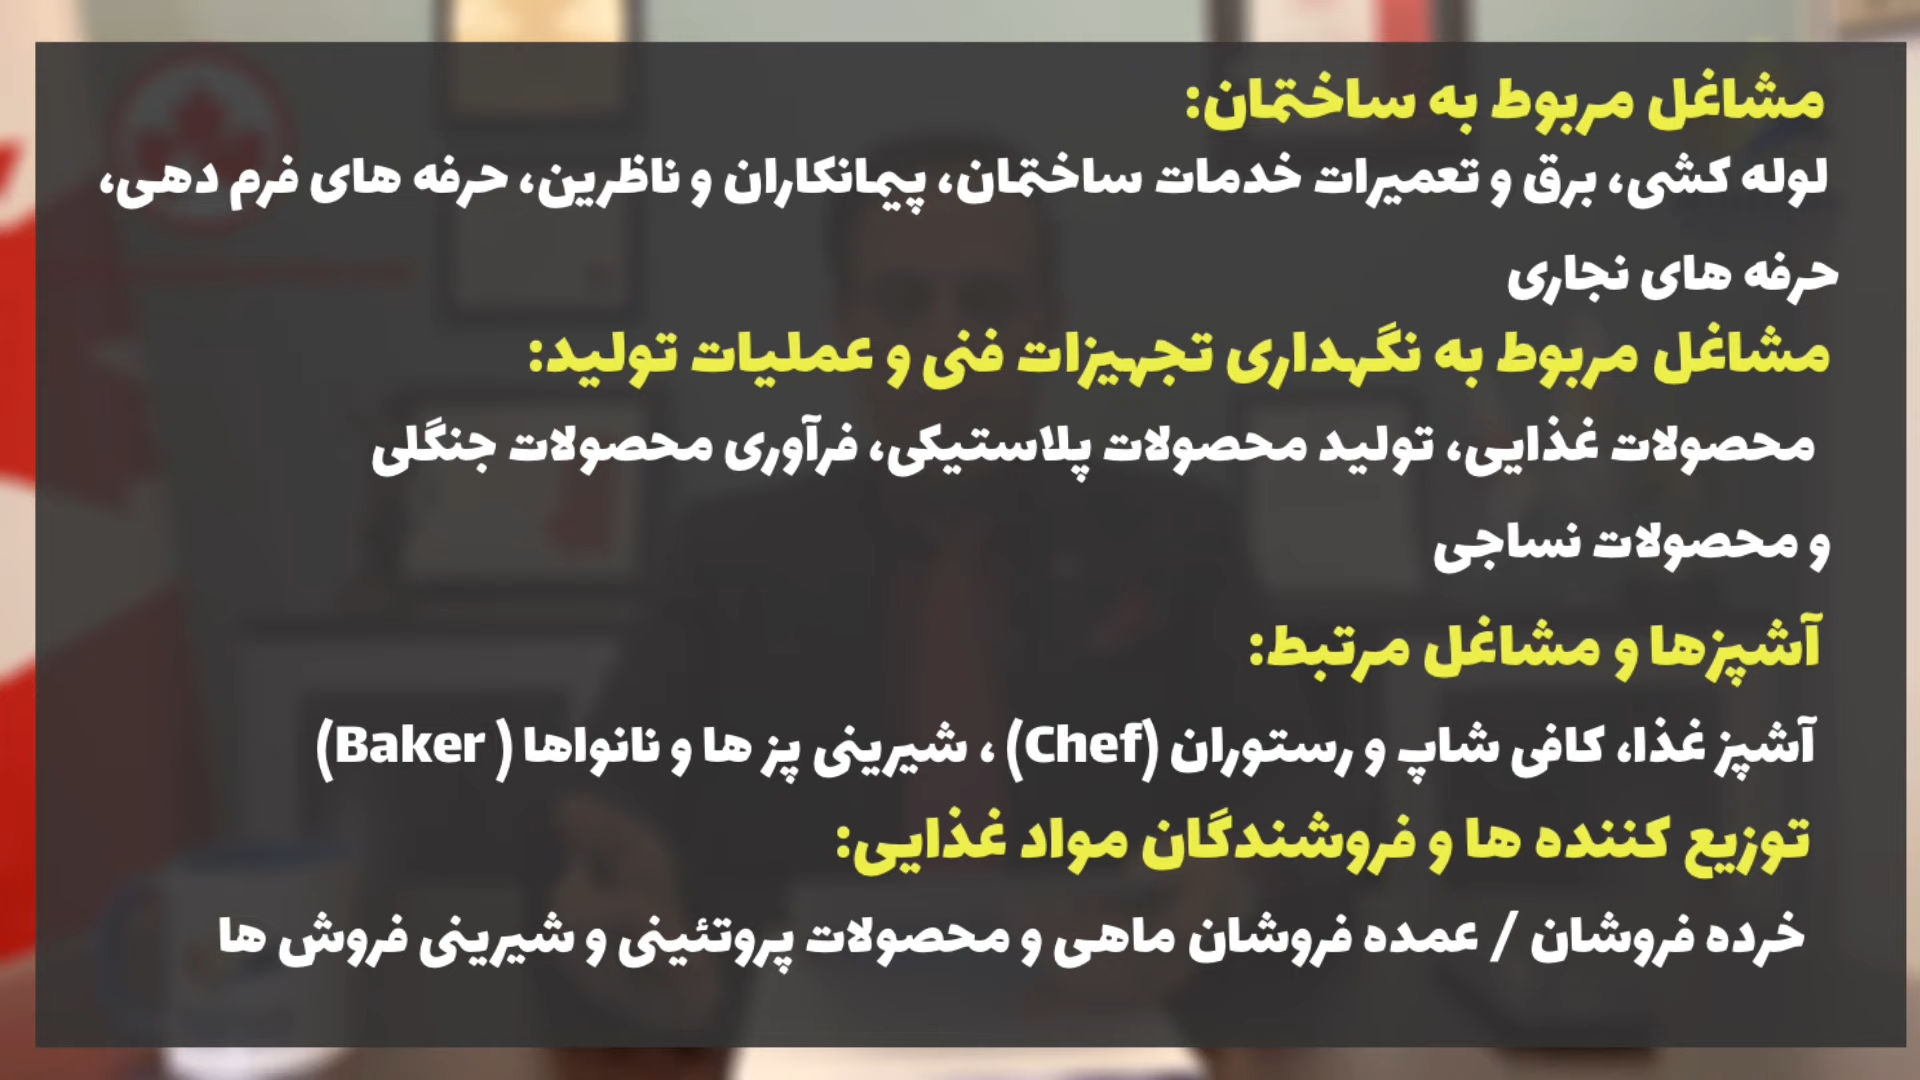 مشاغل مربوط به ساختمان:
لوله کشی، برق و تعمیرات خدمات ساختمان، پیمانکاران و ناظرین، حرفه های فرم دهی،
حرفه های نجاری
مشاغل مربوط به نگهداری تجهیزات فنی و عملیات تولید:
محصولات غذایی، تولید محصولات پلاستیکی، فرآوری محصولات جنگلی
و محصولات نساجی
آشپزها و مشاغل مرتبط:
آشپز غذا، کافی شاپ و رستوران (Chef) ، شیرینی پز ها و نانواها ( Baker)
توزیع کننده ها و فروشندگان مواد غذایی:
خرده فروشان / عمده فروشان ماهی و محصولات پروتئینی و شیرینی فروش ها